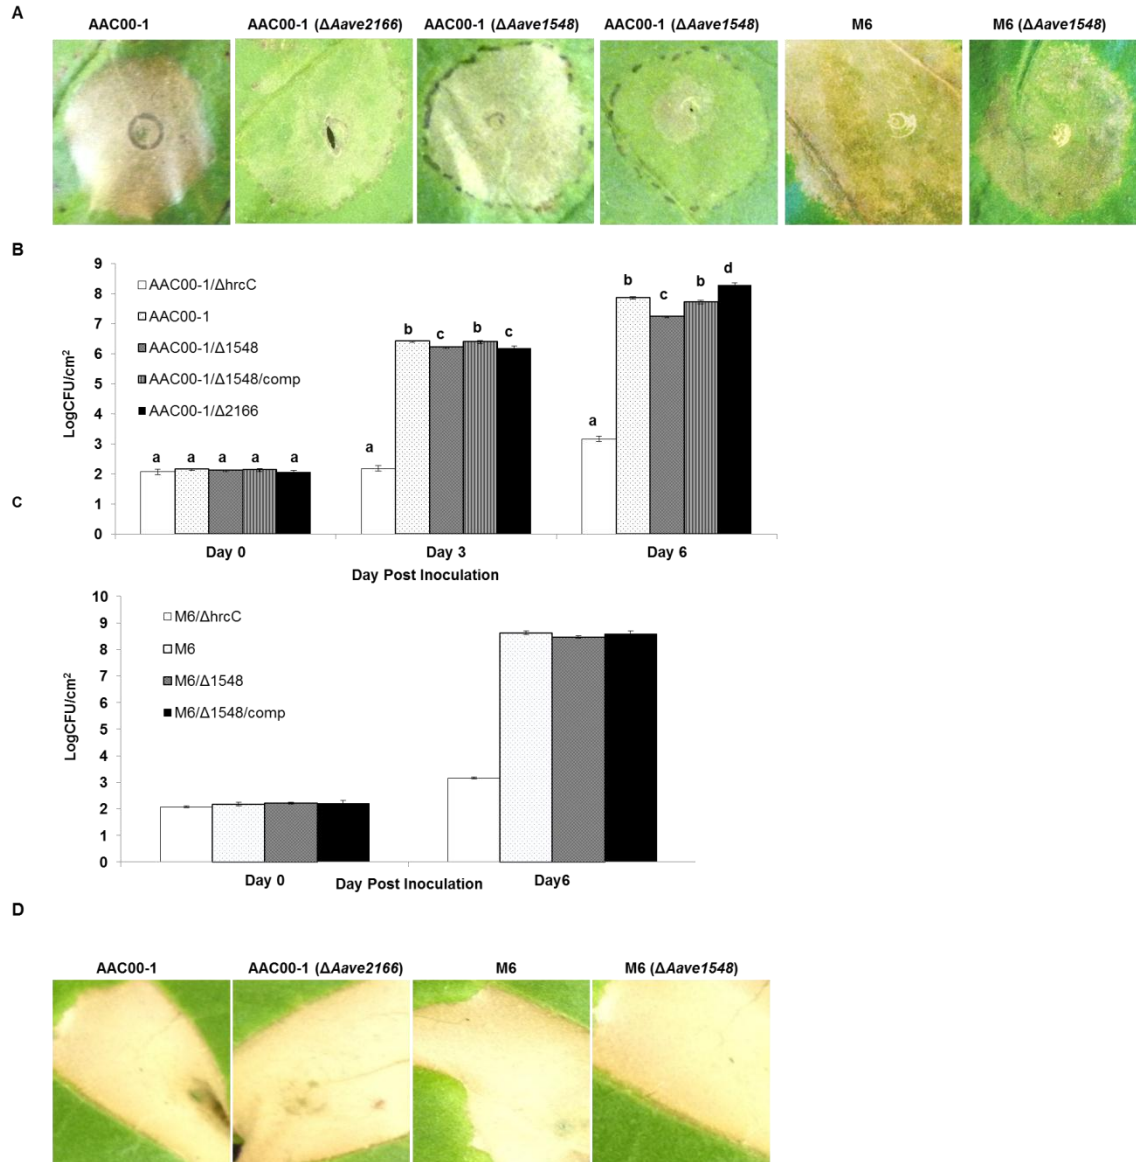 A
AAC00-1 AAC00-1 (ΔAave2166) AAC00-1 (ΔAave1548) AAC00-1 (ΔAave1548) M6 M6 (ΔAave1548)
B
LogCFU/cm2
9
8
7
6
5
4
3
2
1
0
AAC00-1/ΔhrcC
AAC00-1
AAC00-1/Δ1548
AAC00-1/Δ1548/comp
AAC00-1/Δ2166
a a a a a
a b c b c
a b c b d
Day 0 Day 3 Day 6
Day Post Inoculation
C
LogCFU/cm2
10
9
8
7
6
5
4
3
2
1
0
M6/ΔhrcC
M6
M6/Δ1548
M6/Δ1548/comp
Day 0 Day Post Inoculation Day6
D
AAC00-1 AAC00-1 (ΔAave2166) M6 M6 (ΔAave1548)